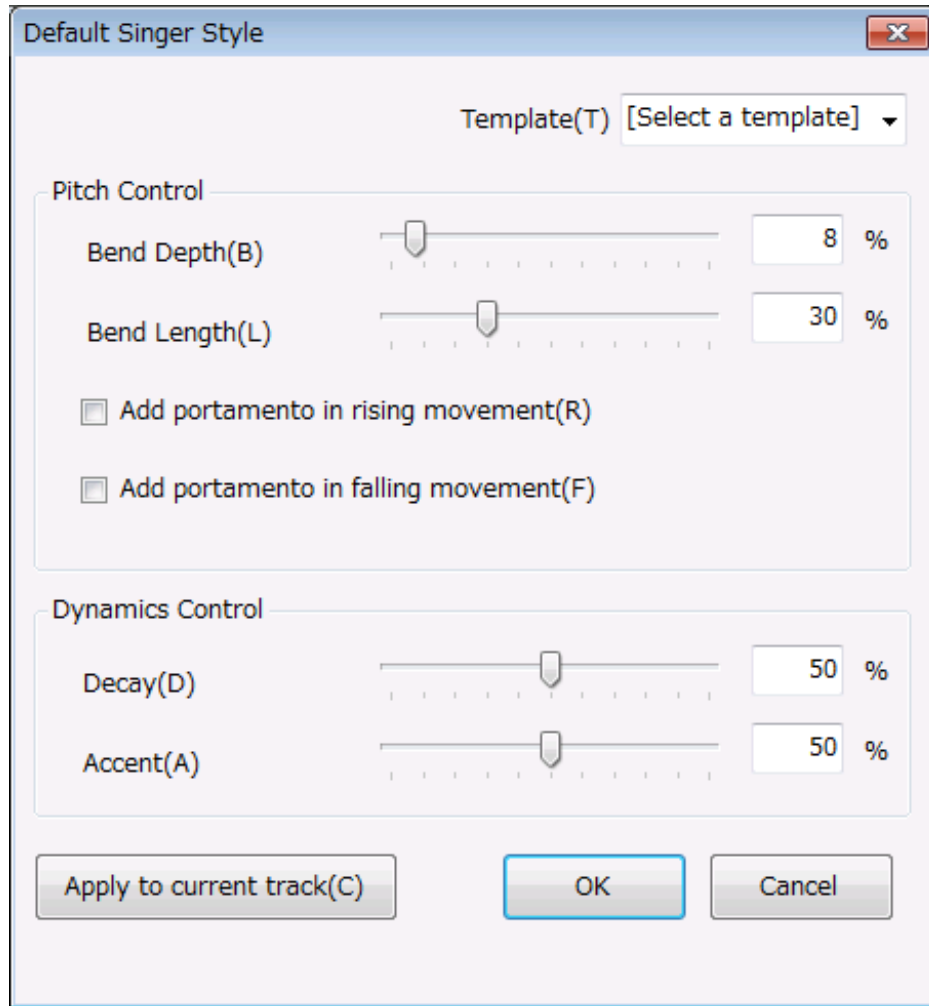 Default Singer Style
Template(T) [Select a template]
Pitch Control
Bend Depth(B) 8 %
Bend Length(L) 30 %
Add portamento in rising movement(R)
Add portamento in falling movement(F)
Dynamics Control
Decay(D) 50 %
Accent(A) 50 %
Apply to current track(C) OK Cancel